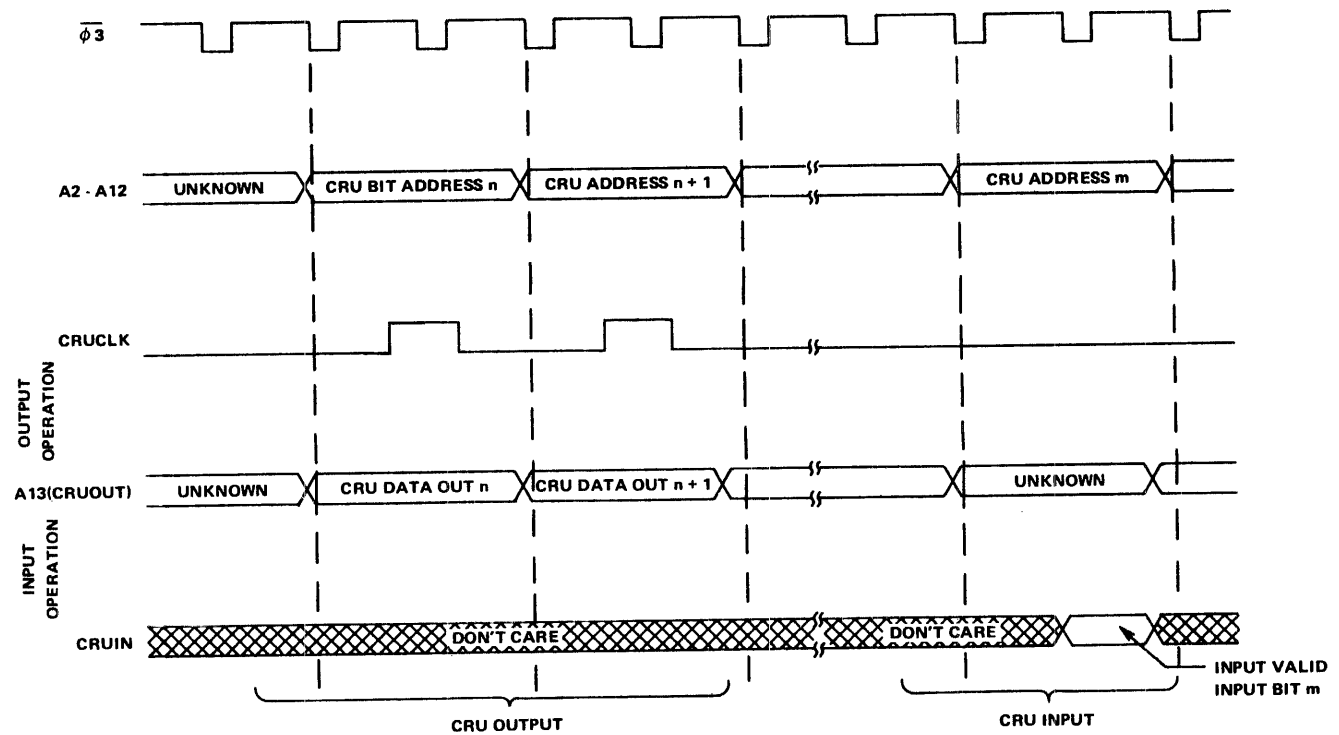 φ3
A2 - A12
UNKNOWN
CRU BIT ADDRESS n
CRU ADDRESS n + 1
CRU ADDRESS m
CRUCLK
OUTPUT
OPERATION
A13(CRUOUT)
UNKNOWN
CRU DATA OUT n
CRU DATA OUT n + 1
UNKNOWN
INPUT
OPERATION
CRUIN
DON'T CARE
DON'T CARE
INPUT VALID
INPUT BIT m
CRU OUTPUT
CRU INPUT